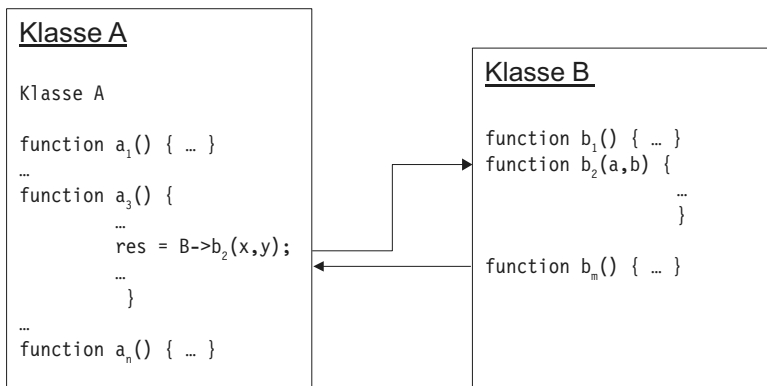 Klasse A
Klasse A
function a₁() { … }
…
function a₃() {
…
res = B->b₂(x,y);
…
}
…
function aₙ() { … }
Klasse B
function b₁() { … }
function b₂(a,b) {
…
}
function bₘ() { … }